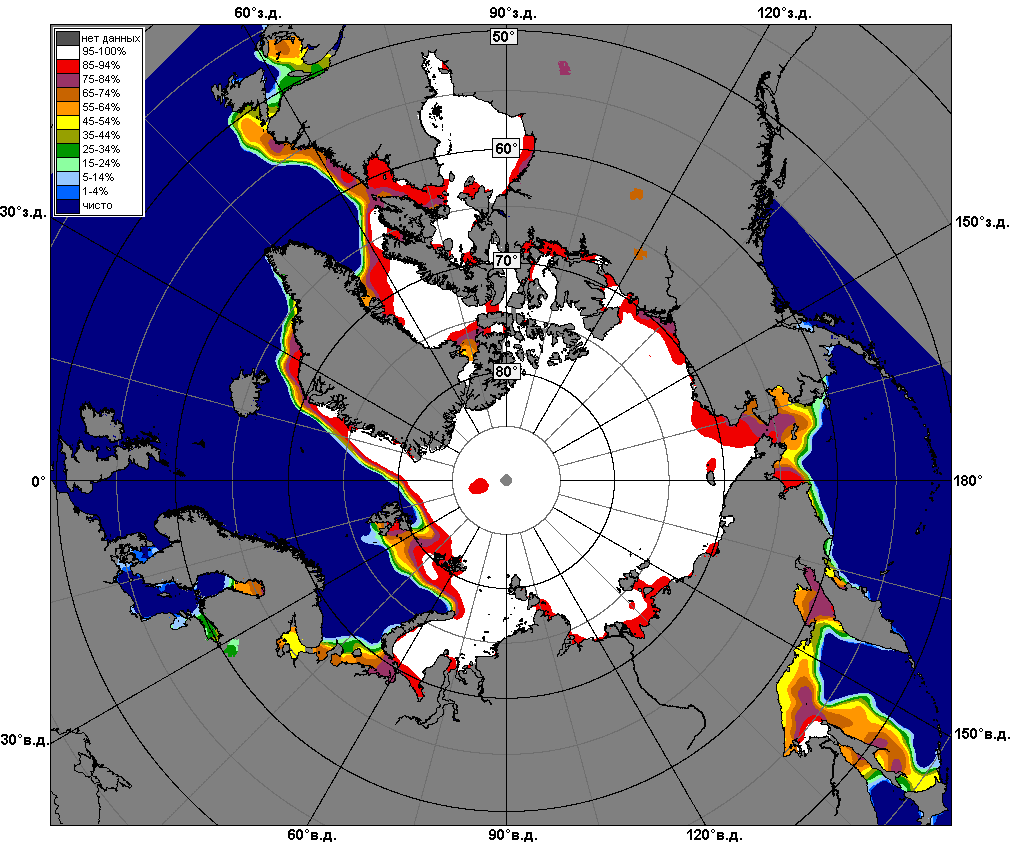 60°з.д.
90°з.д.
120°з.д.
нет данных
95-100%
85-94%
75-84%
65-74%
55-64%
45-54%
35-44%
25-34%
15-24%
5-14%
1-4%
чисто
50°
60°
70°
80°
30°з.д.
150°з.д.
0°
180°
30°в.д.
150°в.д.
60°в.д.
90°в.д.
120°в.д.